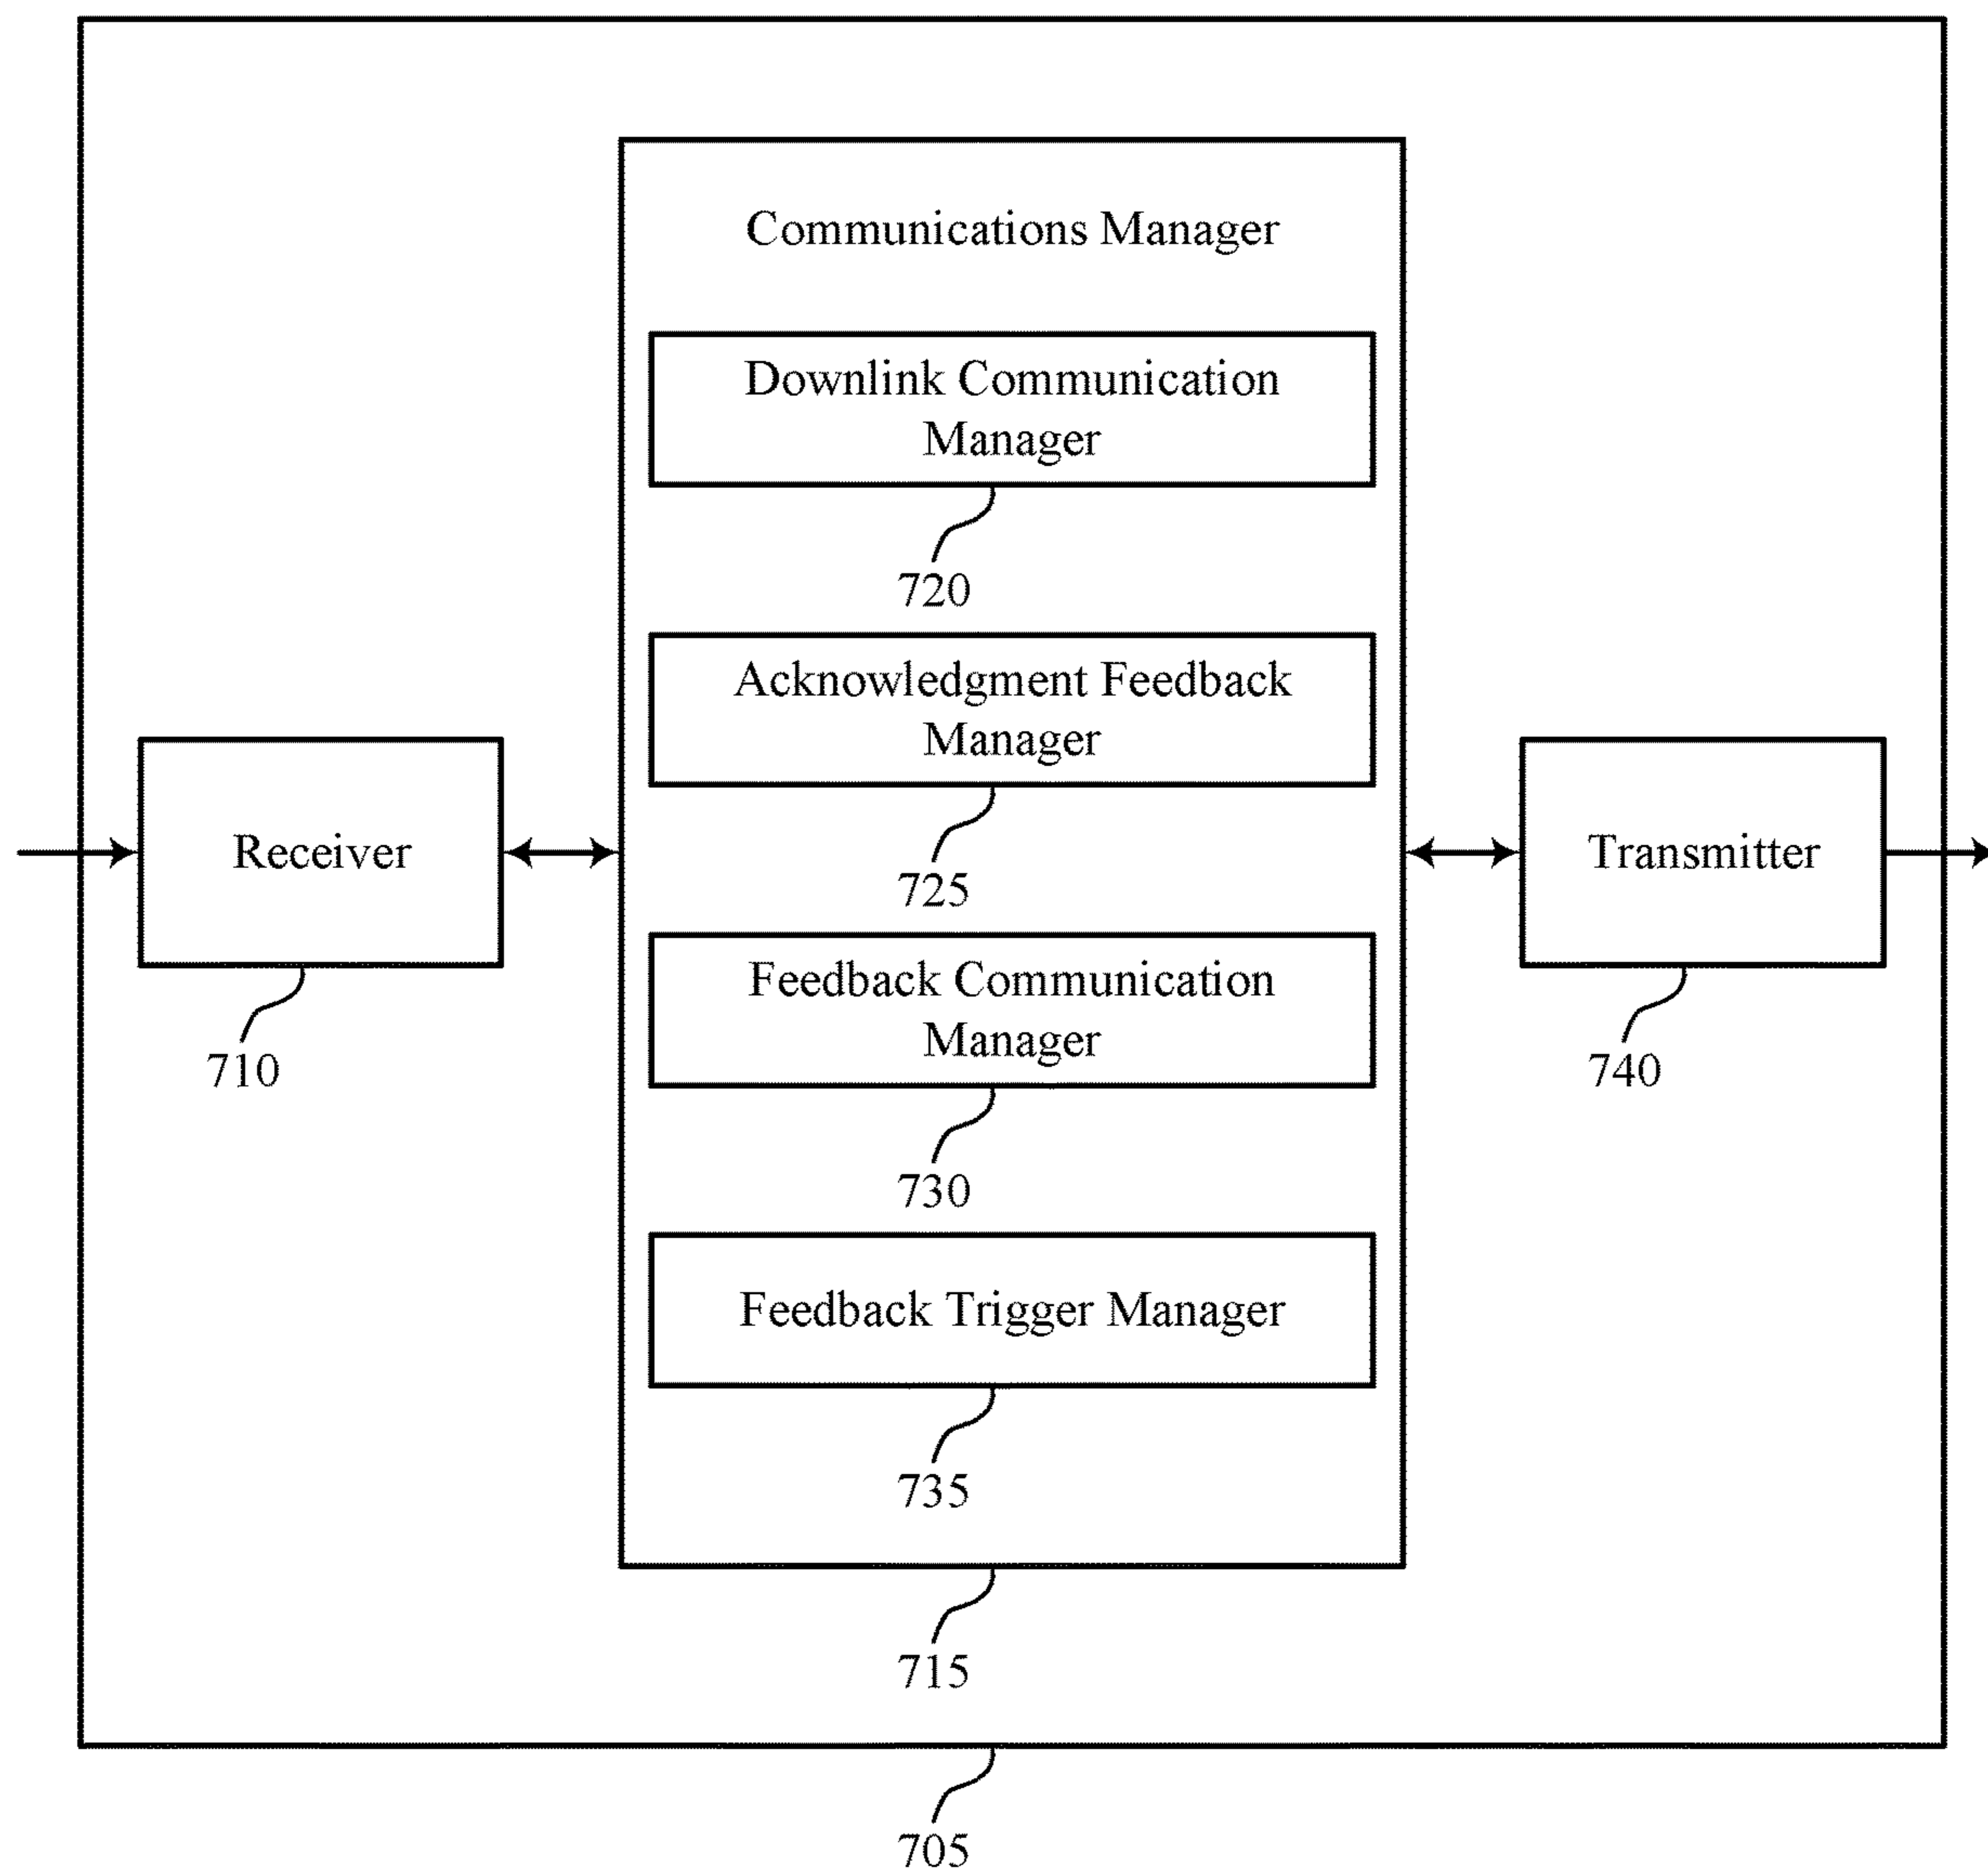 Communications Manager
Downlink Communication
Manager
720
Acknowledgment Feedback
Manager
725
Receiver
710
Transmitter
740
Feedback Communication
Manager
730
Feedback Trigger Manager
735
715
705